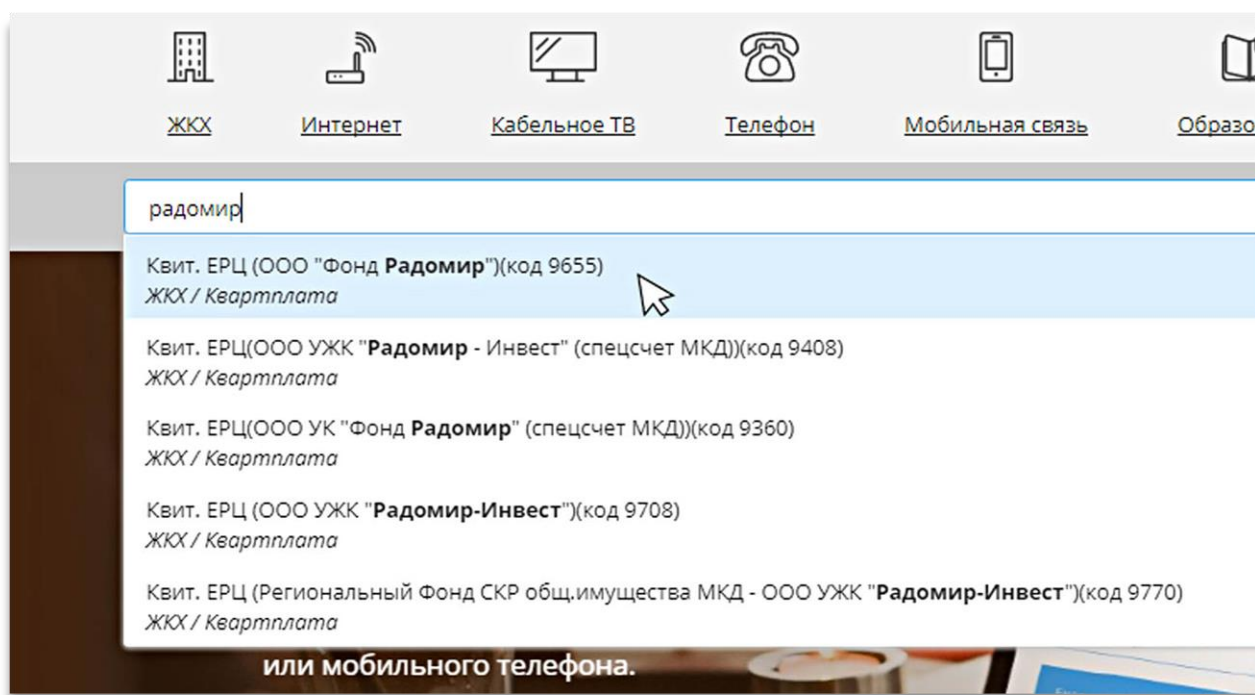 ЖКХ Интернет Кабельное ТВ Телефон Мобильная связь
радомир
Квит. ЕРЦ (ООО "Фонд Радомир")(код 9655)
ЖКХ / Квартплата
Квит. ЕРЦ(ООО УЖК "Радомир - Инвест" (спецсчет МКД))(код 9408)
ЖКХ / Квартплата
Квит. ЕРЦ(ООО УК "Фонд Радомир" (спецсчет МКД))(код 9360)
ЖКХ / Квартплата
Квит. ЕРЦ (ООО УЖК "Радомир-Инвест")(код 9708)
ЖКХ / Квартплата
Квит. ЕРЦ (Региональный Фонд СКР общ.имущества МКД - ООО УЖК "Радомир-Инвест")(код 9770)
ЖКХ / Квартплата
или мобильного телефона.